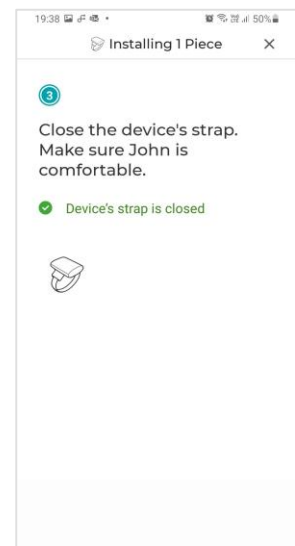 19:38 50%
Installing 1 Piece
3
Close the device's strap.
Make sure John is
comfortable.
Device's strap is closed